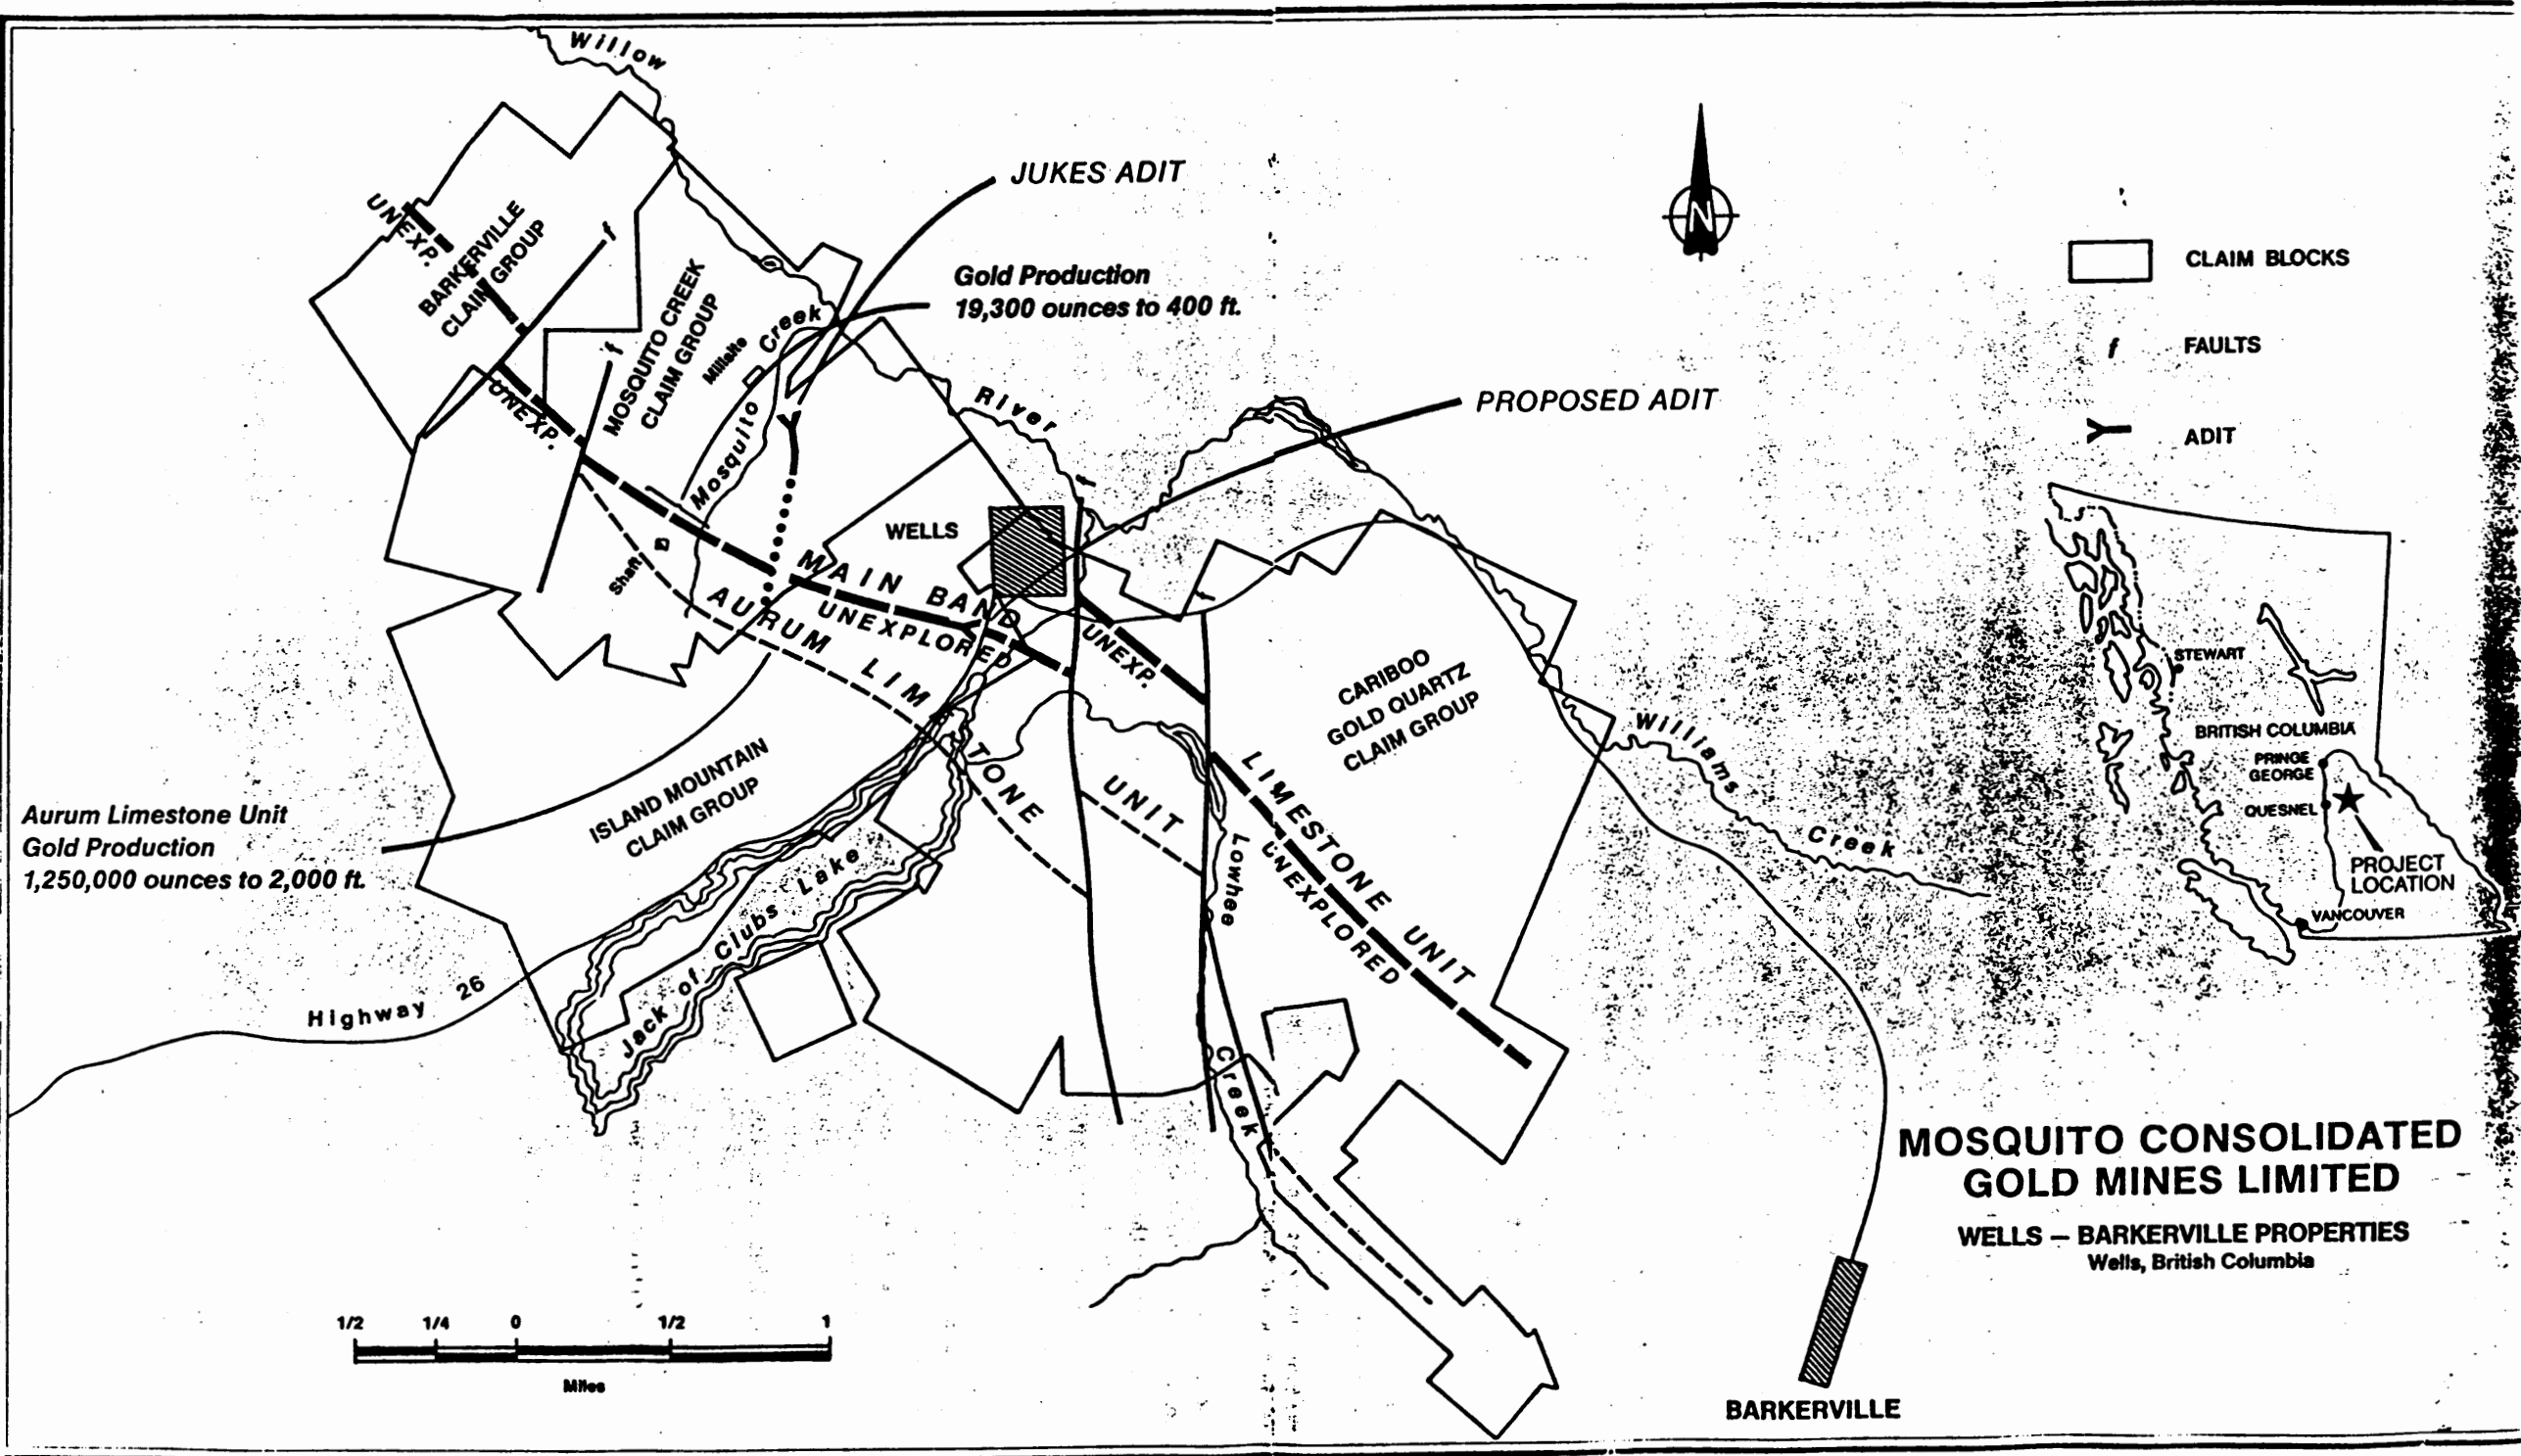 Willow
JUKES ADIT
Gold Production
19,300 ounces to 400 ft.
N
CLAIM BLOCKS
f
FAULTS
ADIT
UNEXP.
BARKERVILLE
CLAIM GROUP
f
MOSQUITO CREEK
CLAIM GROUP
Millsite
Mosquito Creek
f
UNEXP.
River
PROPOSED ADIT
f
WELLS
Shaft
MAIN BAND
UNEXPLORED
AURUM LIM TONE UNIT
UNEXP.
f
CARIBOO
GOLD QUARTZ
CLAIM GROUP
LIMESTONE UNIT
UNEXPLORED
Williams Creek
Lowhee Creek
ISLAND MOUNTAIN
CLAIM GROUP
Aurum Limestone Unit
Gold Production
1,250,000 ounces to 2,000 ft.
Jack of Clubs Lake
Highway 26
STEWART
BRITISH COLUMBIA
PRINGE
GEORGE
QUESNEL
PROJECT
LOCATION
VANCOUVER
MOSQUITO CONSOLIDATED
GOLD MINES LIMITED
WELLS — BARKERVILLE PROPERTIES
Wells, British Columbia
1/2 1/4 0 1/2 1
Miles
BARKERVILLE